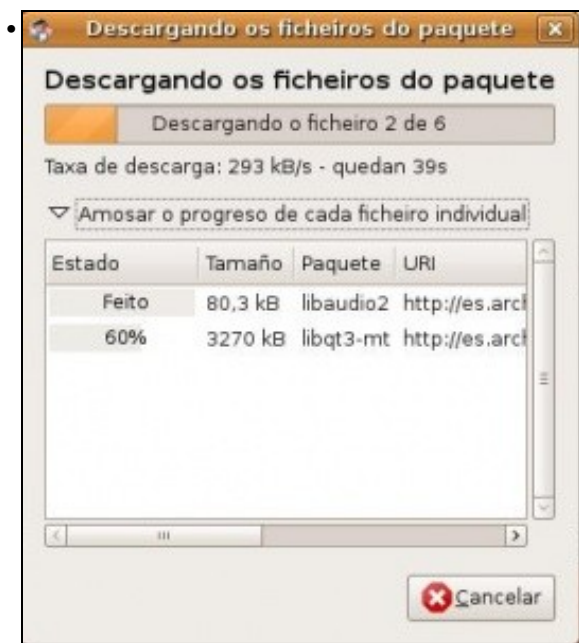 Descargando os ficheiros do paquete
Descargando os ficheiros do paquete
Descargando o ficheiro 2 de 6
Taxa de descarga: 293 kB/s - quedan 39s
Amosar o progreso de cada ficheiro individual
Estado Tamaño Paquete URI
Feito 80,3 kB libaudio2 http://es.arch
60% 3270 kB libqt3-mt http://es.arch
Cancelar